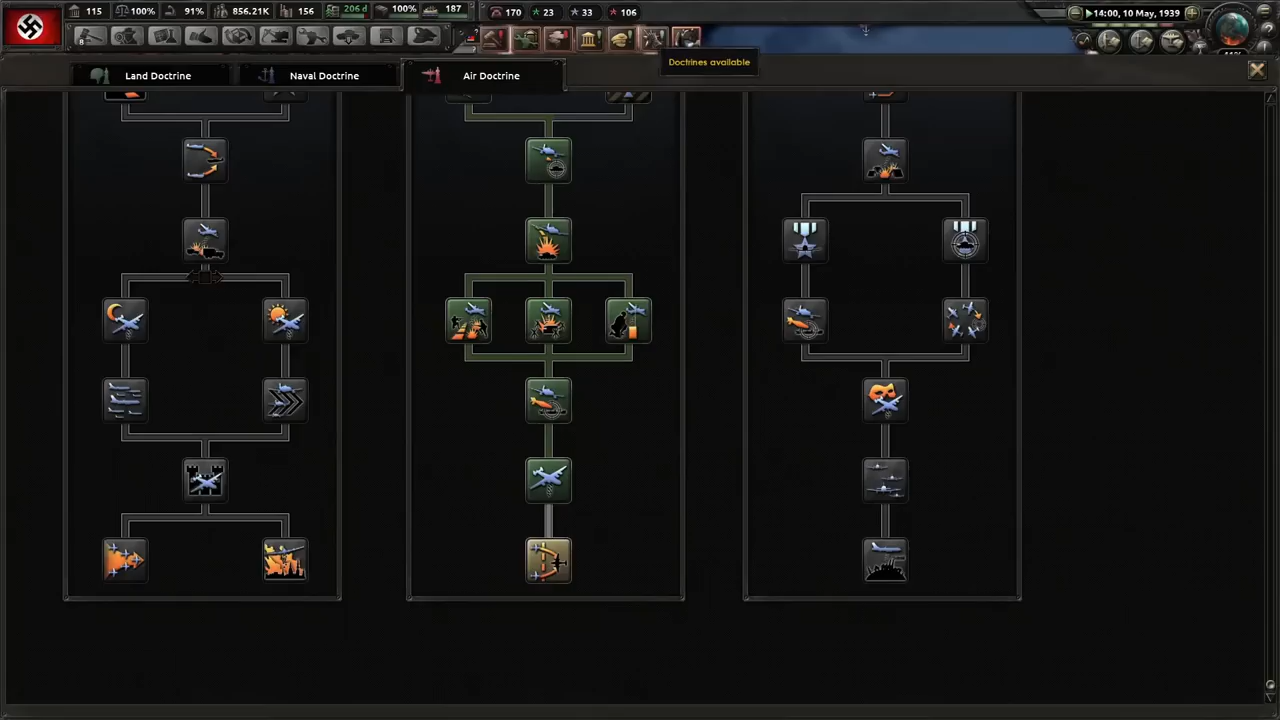 115 100% 91% 856.21K 156 206 d 100% 187 170 23 33 106 14:00, 10 May, 1939
8
Doctrines available
Land Doctrine Naval Doctrine Air Doctrine